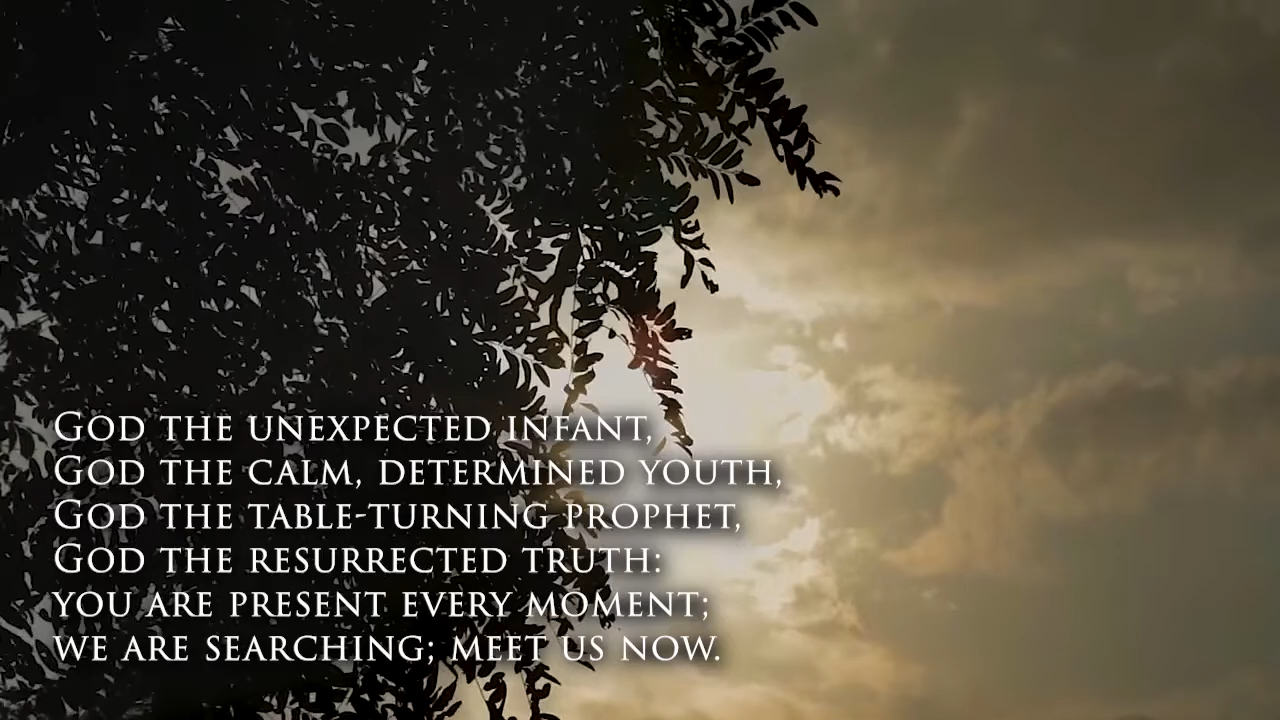 God the unexpected infant,
God the calm, determined youth,
God the table-turning prophet,
God the resurrected truth:
you are present every moment;
we are searching; meet us now.